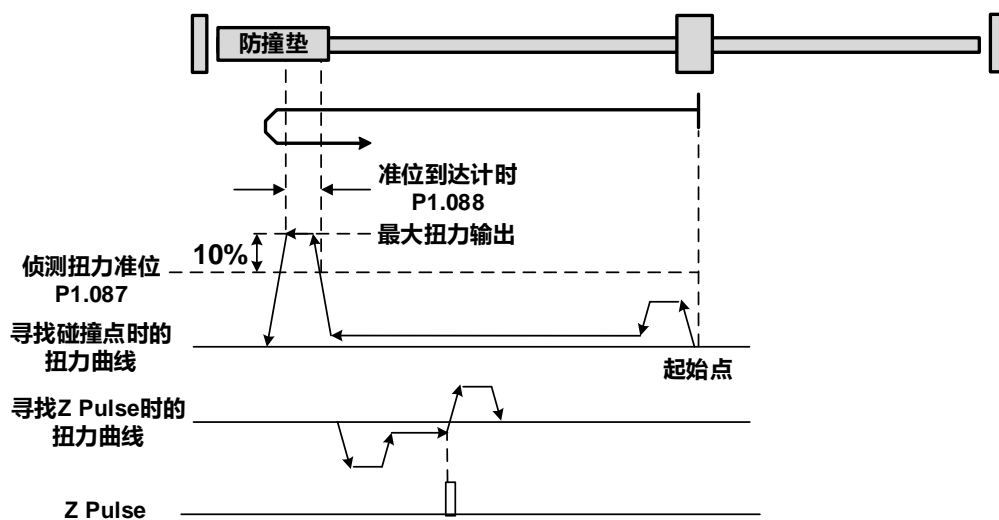 防撞垫
准位到达计时
P1.088
最大扭力输出
10%
侦测扭力准位
P1.087
寻找碰撞点时的
扭力曲线
起始点
寻找Z Pulse时的
扭力曲线
Z Pulse